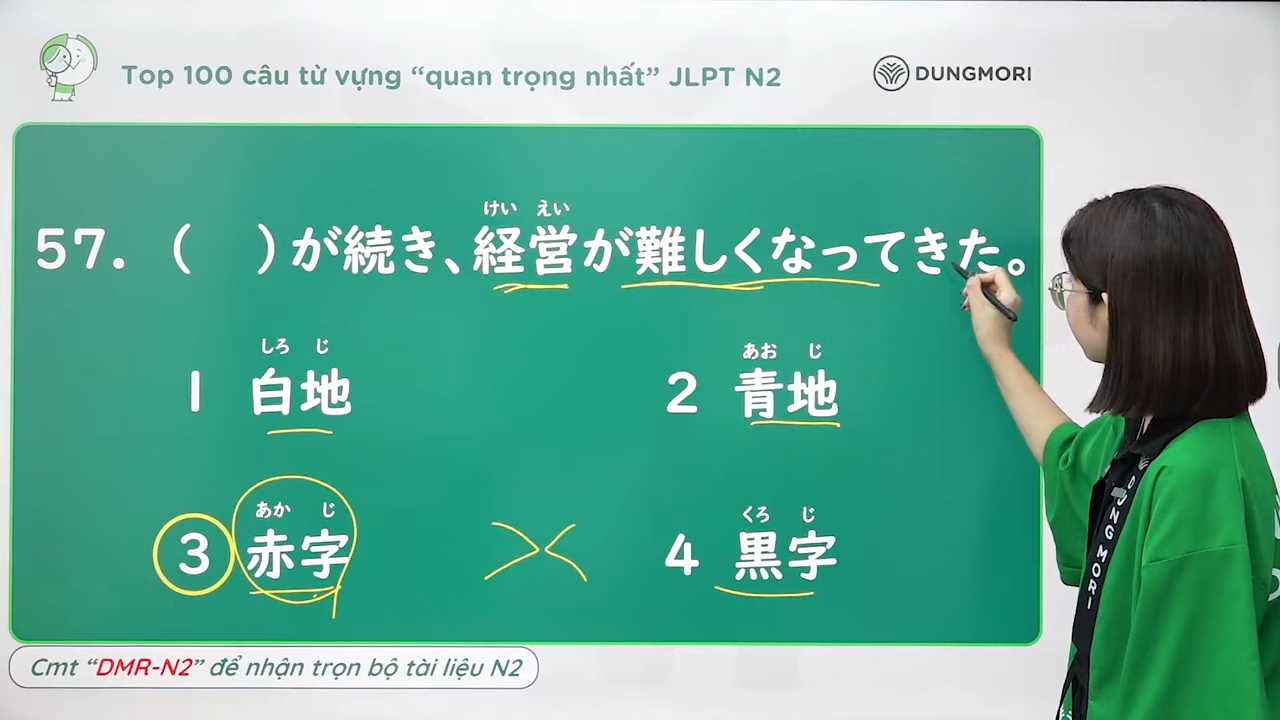 Top 100 câu từ vựng “quan trọng nhất” JLPT N2
DUNGMORI
けい えい
57. ( )が続き、経営が難しくなってきた。
しろ じ
1 白地
あお じ
2 青地
あか じ
3 赤字
くろ じ
4 黒字
Cmt “DMR-N2” để nhận trọn bộ tài liệu N2
DUNG MORI